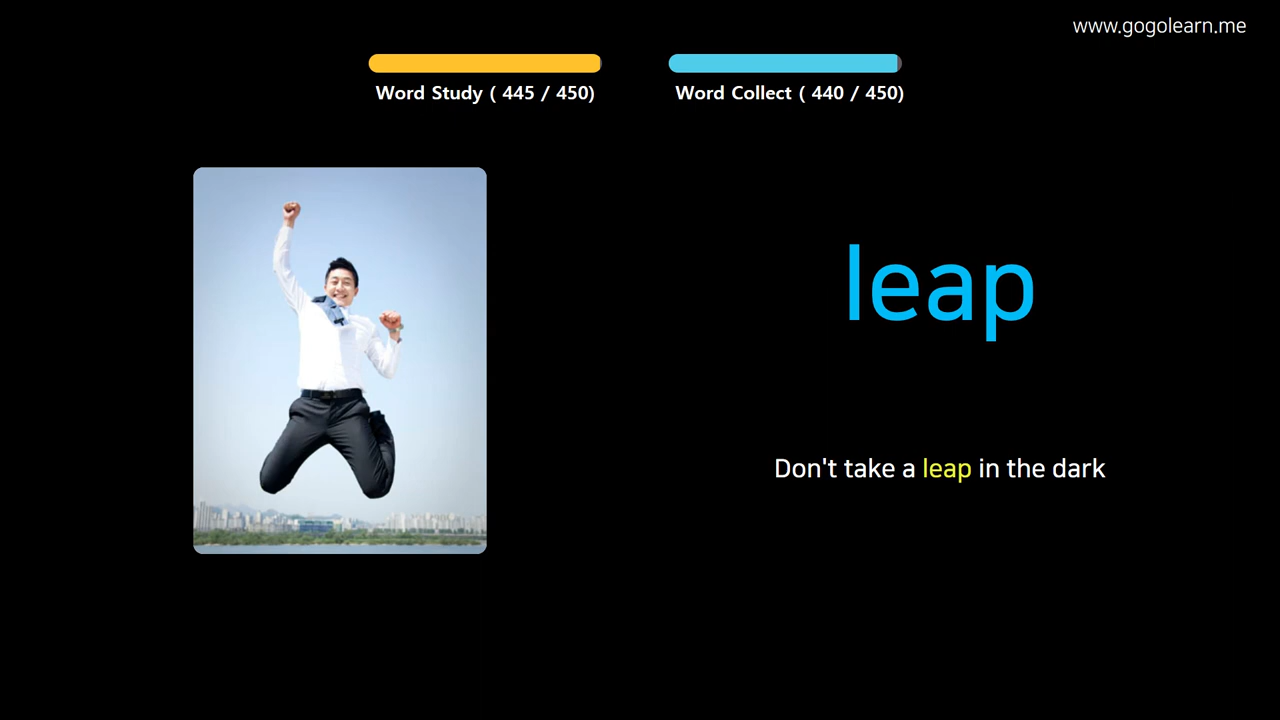 www.gogolearn.me
Word Study ( 445 / 450)
Word Collect ( 440 / 450)
leap
Don't take a leap in the dark